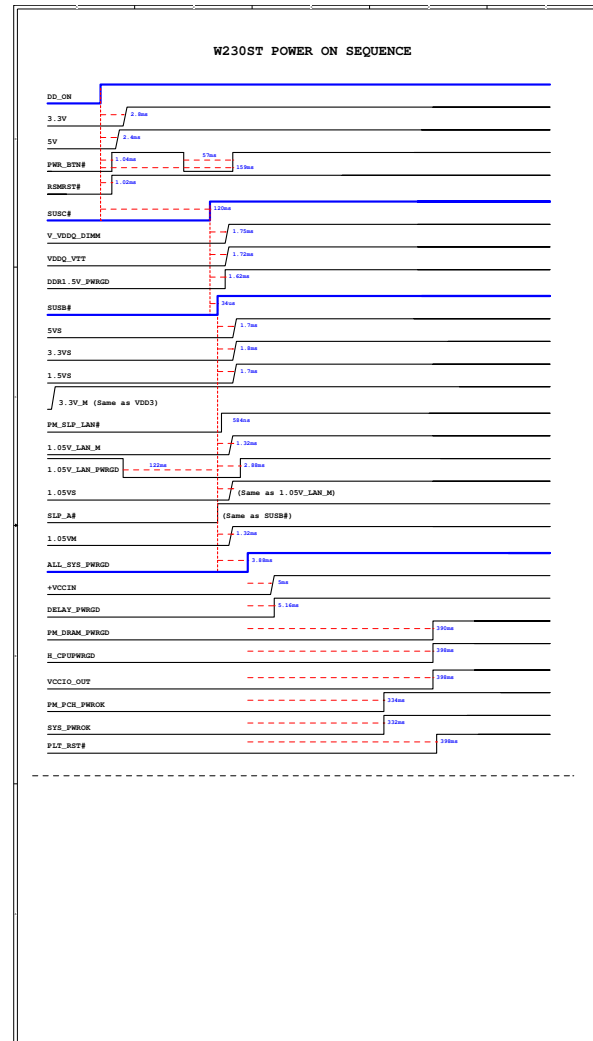 W230ST POWER ON SEQUENCE
DD_ON
3.3V
2.8ms
5V
2.4ms
PWR_BTN#
1.04ms
57ms
159ms
RSMRST#
1.02ms
SUSC#
120ms
V_VDDQ_DIMM
1.75ms
VDDQ_VTT
1.72ms
DDR1.5V_PWRGD
1.62ms
SUSB#
34us
5VS
1.7ms
3.3VS
1.8ms
1.5VS
1.7ms
3.3V_M (Same as VDD3)
PM_SLP_LAN#
584ns
1.05V_LAN_M
1.32ms
1.05V_LAN_PWRGD
122ms
2.88ms
1.05VS
(Same as 1.05V_LAN_M)
SLP_A#
(Same as SUSB#)
1.05VM
1.32ms
ALL_SYS_PWRGD
3.88ms
+VCCIN
5ms
DELAY_PWRGD
5.16ms
PM_DRAM_PWRGD
390ms
H_CPUPWRGD
398ms
VCCIO_OUT
398ms
PM_PCH_PWROK
334ms
SYS_PWROK
332ms
PLT_RST#
398ms